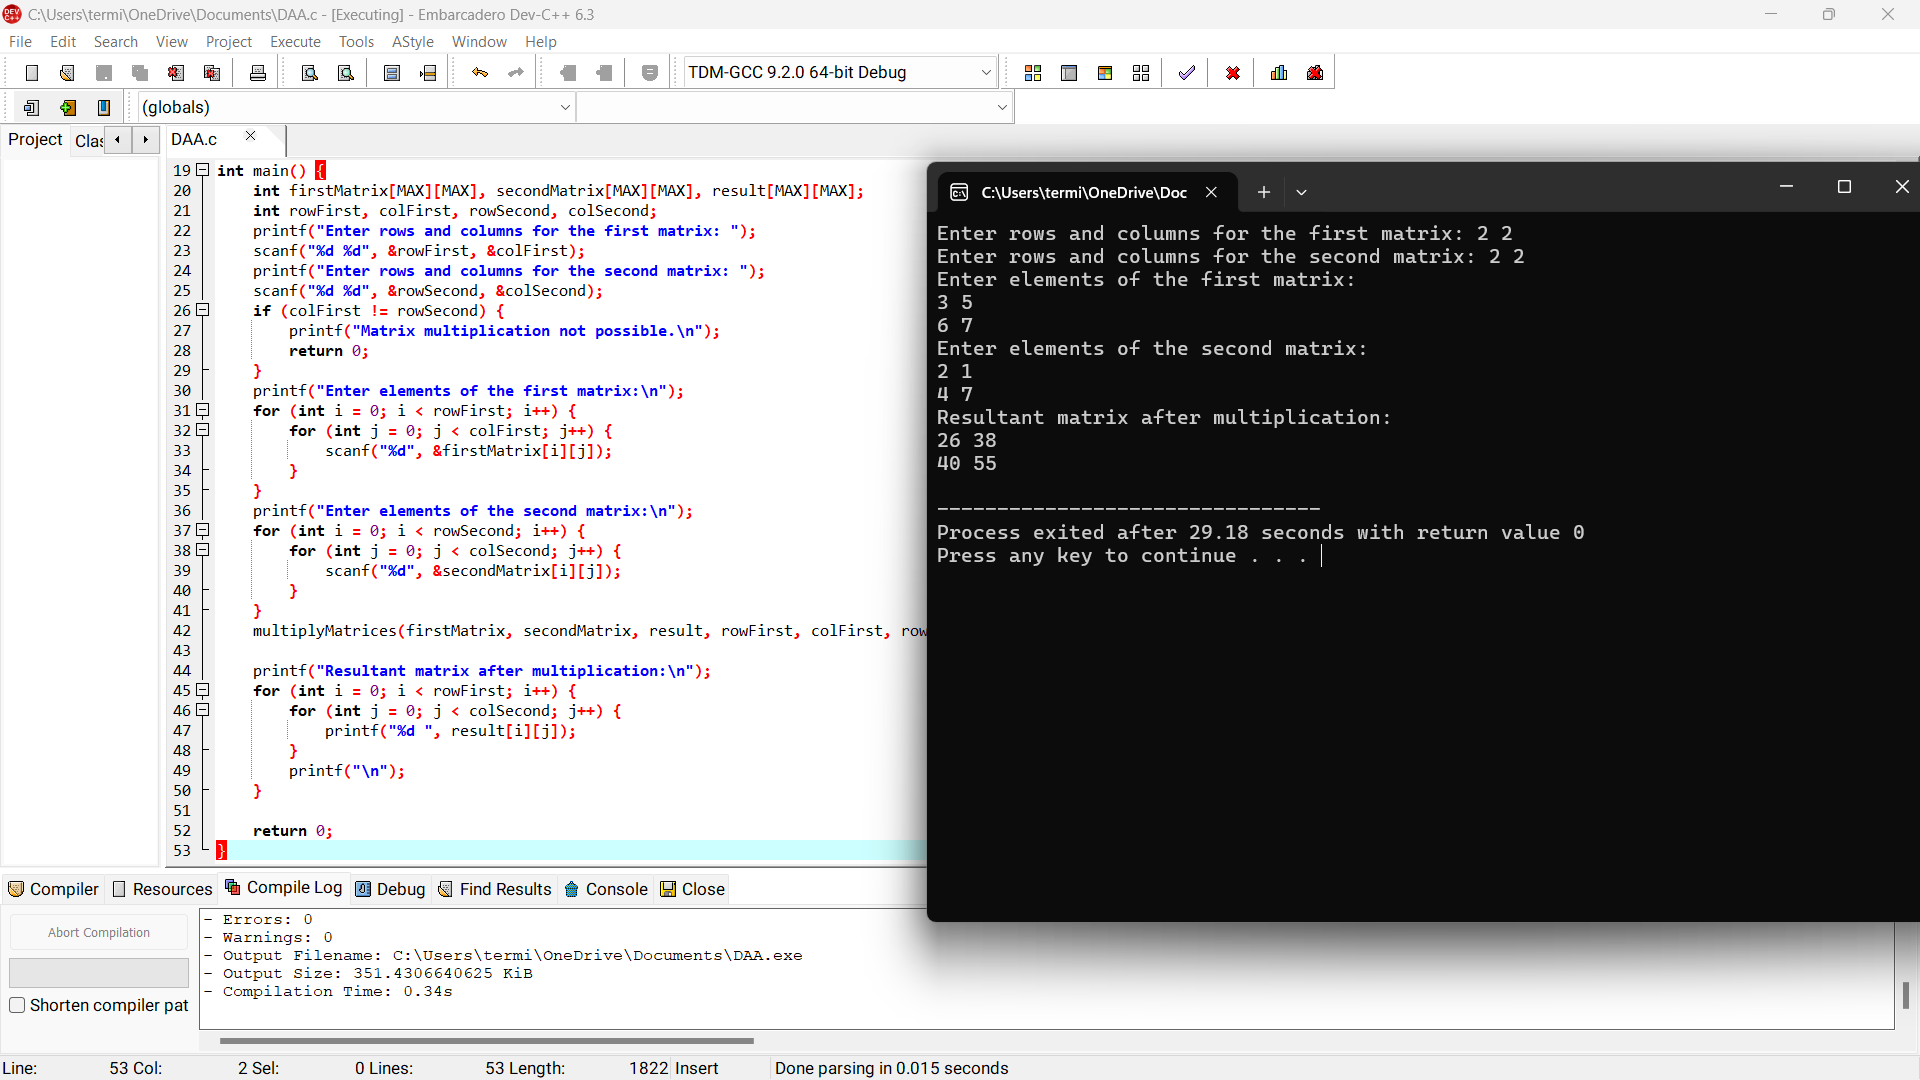 C:\Users\termi\OneDrive\Documents\DAA.c - [Executing] - Embarcadero Dev-C++ 6.3
File Edit Search View Project Execute Tools AStyle Window Help
TDM-GCC 9.2.0 64-bit Debug
(globals)
Project Clas
DAA.c
19 int main() {
20 int firstMatrix[MAX][MAX], secondMatrix[MAX][MAX], result[MAX][MAX];
21 int rowFirst, colFirst, rowSecond, colSecond;
22 printf("Enter rows and columns for the first matrix: ");
23 scanf("%d %d", &rowFirst, &colFirst);
24 printf("Enter rows and columns for the second matrix: ");
25 scanf("%d %d", &rowSecond, &colSecond);
26 if (colFirst != rowSecond) {
27 printf("Matrix multiplication not possible.\n");
28 return 0;
29 }
30 printf("Enter elements of the first matrix:\n");
31 for (int i = 0; i < rowFirst; i++) {
32 for (int j = 0; j < colFirst; j++) {
33 scanf("%d", &firstMatrix[i][j]);
34 }
35 }
36 printf("Enter elements of the second matrix:\n");
37 for (int i = 0; i < rowSecond; i++) {
38 for (int j = 0; j < colSecond; j++) {
39 scanf("%d", &secondMatrix[i][j]);
40 }
41 }
42 multiplyMatrices(firstMatrix, secondMatrix, result, rowFirst, colFirst, row
43
44 printf("Resultant matrix after multiplication:\n");
45 for (int i = 0; i < rowFirst; i++) {
46 for (int j = 0; j < colSecond; j++) {
47 printf("%d ", result[i][j]);
48 }
49 printf("\n");
50 }
51
52 return 0;
53 }
C:\Users\termi\OneDrive\Doc
Enter rows and columns for the first matrix: 2 2
Enter rows and columns for the second matrix: 2 2
Enter elements of the first matrix:
3 5
6 7
Enter elements of the second matrix:
2 1
4 7
Resultant matrix after multiplication:
26 38
40 55
--------------------------------
Process exited after 29.18 seconds with return value 0
Press any key to continue . . .
Compiler Resources Compile Log Debug Find Results Console Close
Abort Compilation
Shorten compiler pat
- Errors: 0
- Warnings: 0
- Output Filename: C:\Users\termi\OneDrive\Documents\DAA.exe
- Output Size: 351.4306640625 KiB
- Compilation Time: 0.34s
Line: 53 Col: 2 Sel: 0 Lines: 53 Length: 1822 Insert Done parsing in 0.015 seconds